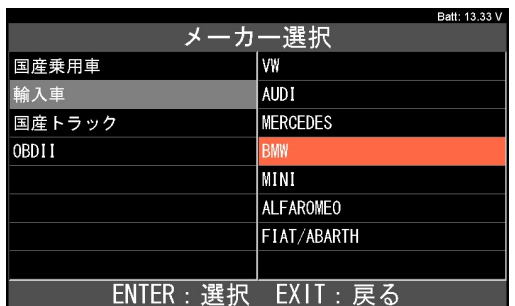 Batt: 13.33 V
メーカー選択
国産乗用車
輸入車
国産トラック
OBDII
VW
AUDI
MERCEDES
BMW
MINI
ALFAROMEO
FIAT/ABARTH
ENTER：選択 EXIT：戻る